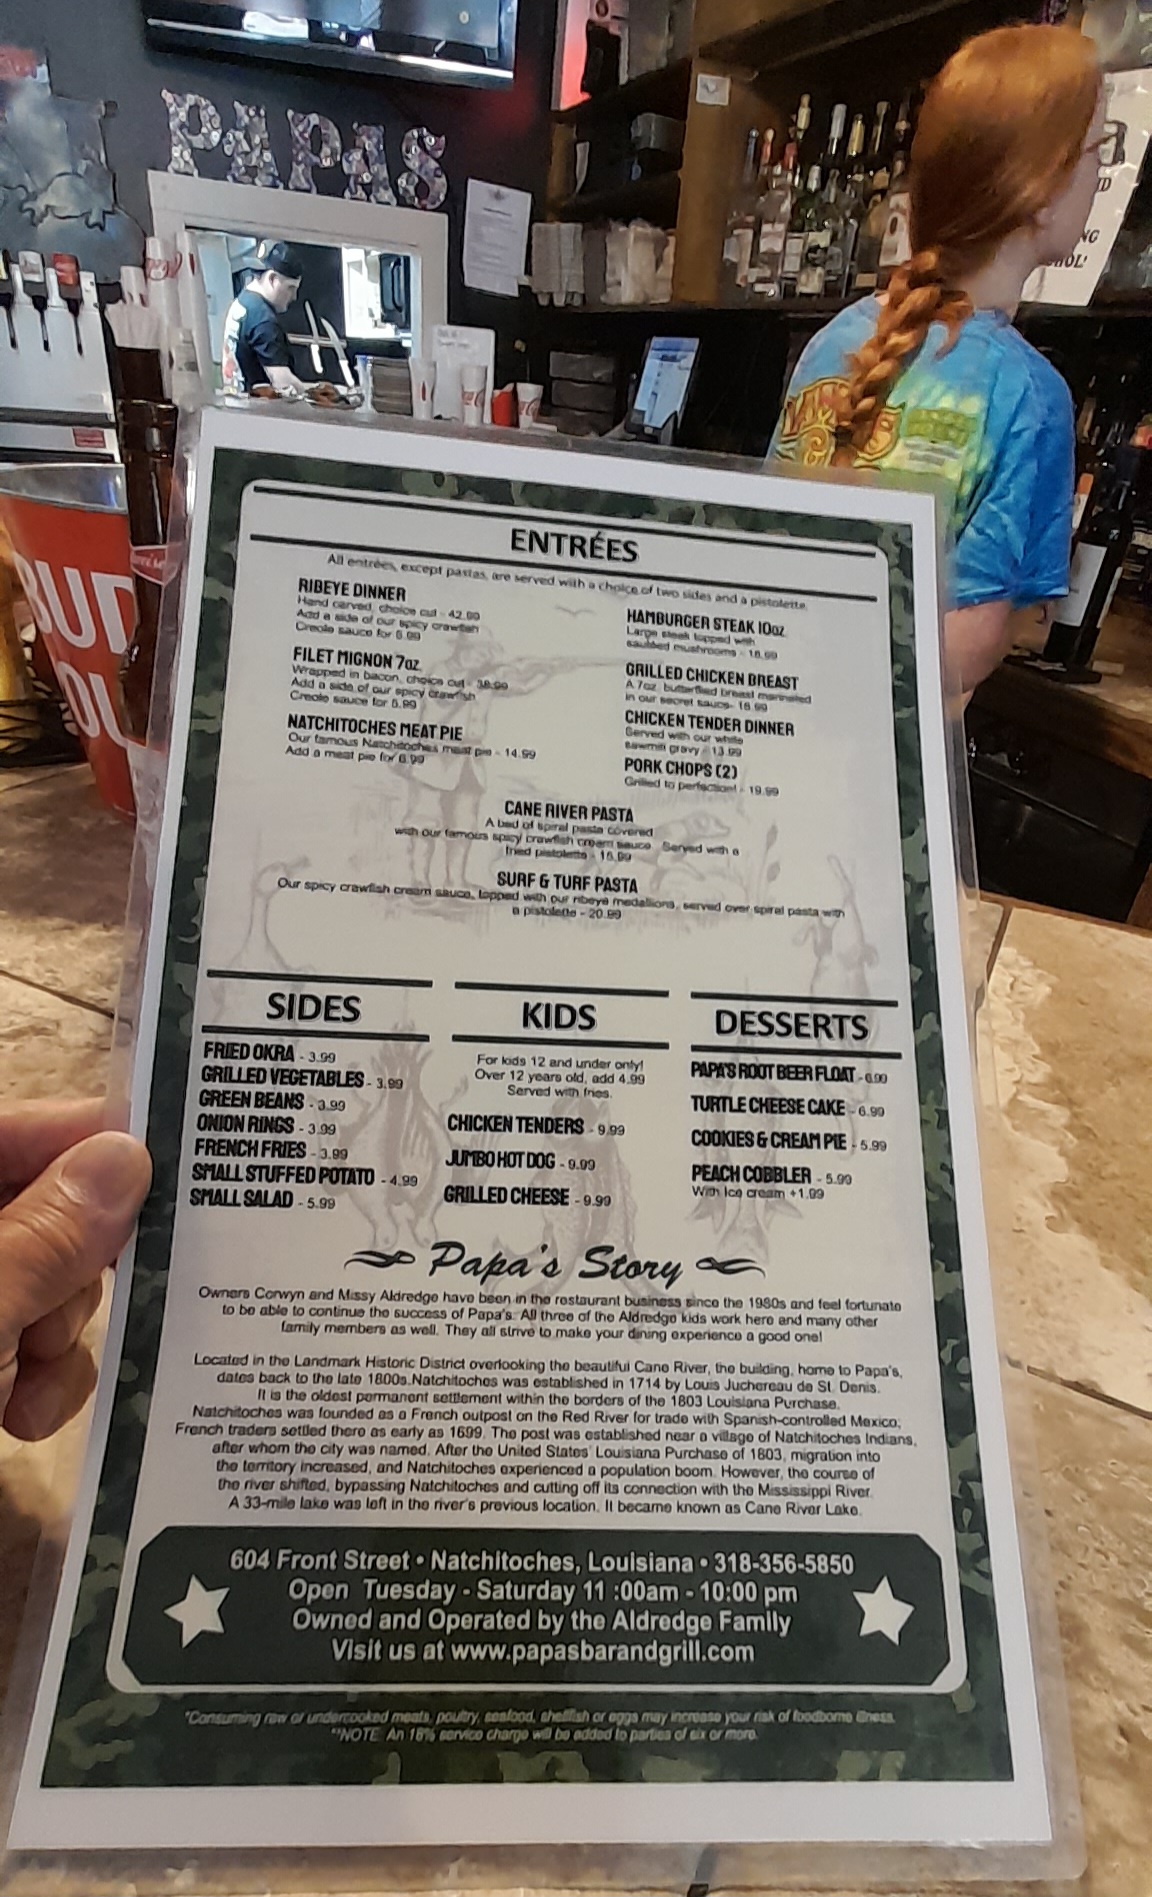 PAPAS
BUD
ENTRÉES
All entrées, except pastas, are served with a choice of two sides and a pistolette.
RIBEYE DINNER
Hand carved, choice cut - 42.99
Add a side of our spicy crawfish
Creole sauce for 6.99
FILET MIGNON 7oz
Wrapped in bacon, choice cut - 38.99
Add a side of our spicy crawfish
Creole sauce for 6.99
NATCHITOCHES MEAT PIE
Our famous Natchitoches meat pie - 14.99
Add a meat pie for 6.99
HAMBURGER STEAK 10oz
Large steak topped with
sautéed mushrooms - 18.99
GRILLED CHICKEN BREAST
A 7oz. butterflied breast marinated
in our secret sauce - 16.99
CHICKEN TENDER DINNER
Served with our white
sawmill gravy - 13.99
PORK CHOPS (2)
Grilled to perfection! - 19.99
CANE RIVER PASTA
A bed of spiral pasta covered
with our famous spicy crawfish cream sauce. Served with a
fried pistolette - 16.99
SURF & TURF PASTA
Our spicy crawfish cream sauce, topped with our ribeye medallions, served over spiral pasta with
a pistolette - 20.99
SIDES
FRIED OKRA - 3.99
GRILLED VEGETABLES - 3.99
GREEN BEANS - 3.99
ONION RINGS - 3.99
FRENCH FRIES - 3.99
SMALL STUFFED POTATO - 4.99
SMALL SALAD - 5.99
KIDS
For kids 12 and under only!
Over 12 years old, add 4.99
Served with fries.
CHICKEN TENDERS - 9.99
JUMBO HOT DOG - 9.99
GRILLED CHEESE - 9.99
DESSERTS
PAPA'S ROOT BEER FLOAT - 6.99
TURTLE CHEESE CAKE - 6.99
COOKIES & CREAM PIE - 5.99
PEACH COBBLER - 5.99
With Ice cream +1.99
Papa's Story
Owners Corwyn and Missy Aldredge have been in the restaurant business since the 1980s and feel fortunate
to be able to continue the success of Papa's. All three of the Aldredge kids work here and many other
family members as well. They all strive to make your dining experience a good one!
Located in the Landmark Historic District overlooking the beautiful Cane River, the building, home to Papa's,
dates back to the late 1800s.Natchitoches was established in 1714 by Louis Juchereau de St. Denis.
It is the oldest permanent settlement within the borders of the 1803 Louisiana Purchase.
Natchitoches was founded as a French outpost on the Red River for trade with Spanish-controlled Mexico;
French traders settled there as early as 1699. The post was established near a village of Natchitoches Indians,
after whom the city was named. After the United States' Louisiana Purchase of 1803, migration into
the territory increased, and Natchitoches experienced a population boom. However, the course of
the river shifted, bypassing Natchitoches and cutting off its connection with the Mississippi River.
A 33-mile lake was left in the river's previous location. It became known as Cane River Lake.
604 Front Street • Natchitoches, Louisiana • 318-356-5850
Open Tuesday - Saturday 11 :00am - 10:00 pm
Owned and Operated by the Aldredge Family
Visit us at www.papasbarandgrill.com
*Consuming raw or undercooked meats, poultry, seafood, shellfish or eggs may increase your risk of foodborne illness.
**NOTE: An 18% service charge will be added to parties of six or more.